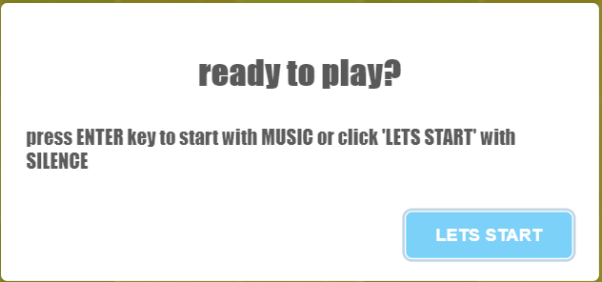 ready to play?
press ENTER key to start with MUSIC or click 'LETS START' with
SILENCE
LETS START